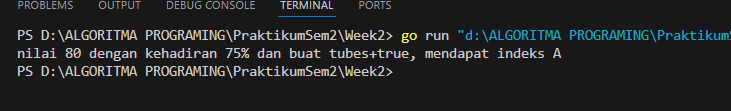 PROBLEMS OUTPUT DEBUG CONSOLE TERMINAL PORTS
PS D:\ALGORITMA PROGRAMING\PraktikumSem2\Week2> go run "d:\ALGORITMA PROGRAMING\Praktikum
nilai 80 dengan kehadiran 75% dan buat tubes+true, mendapat indeks A
PS D:\ALGORITMA PROGRAMING\PraktikumSem2\Week2>